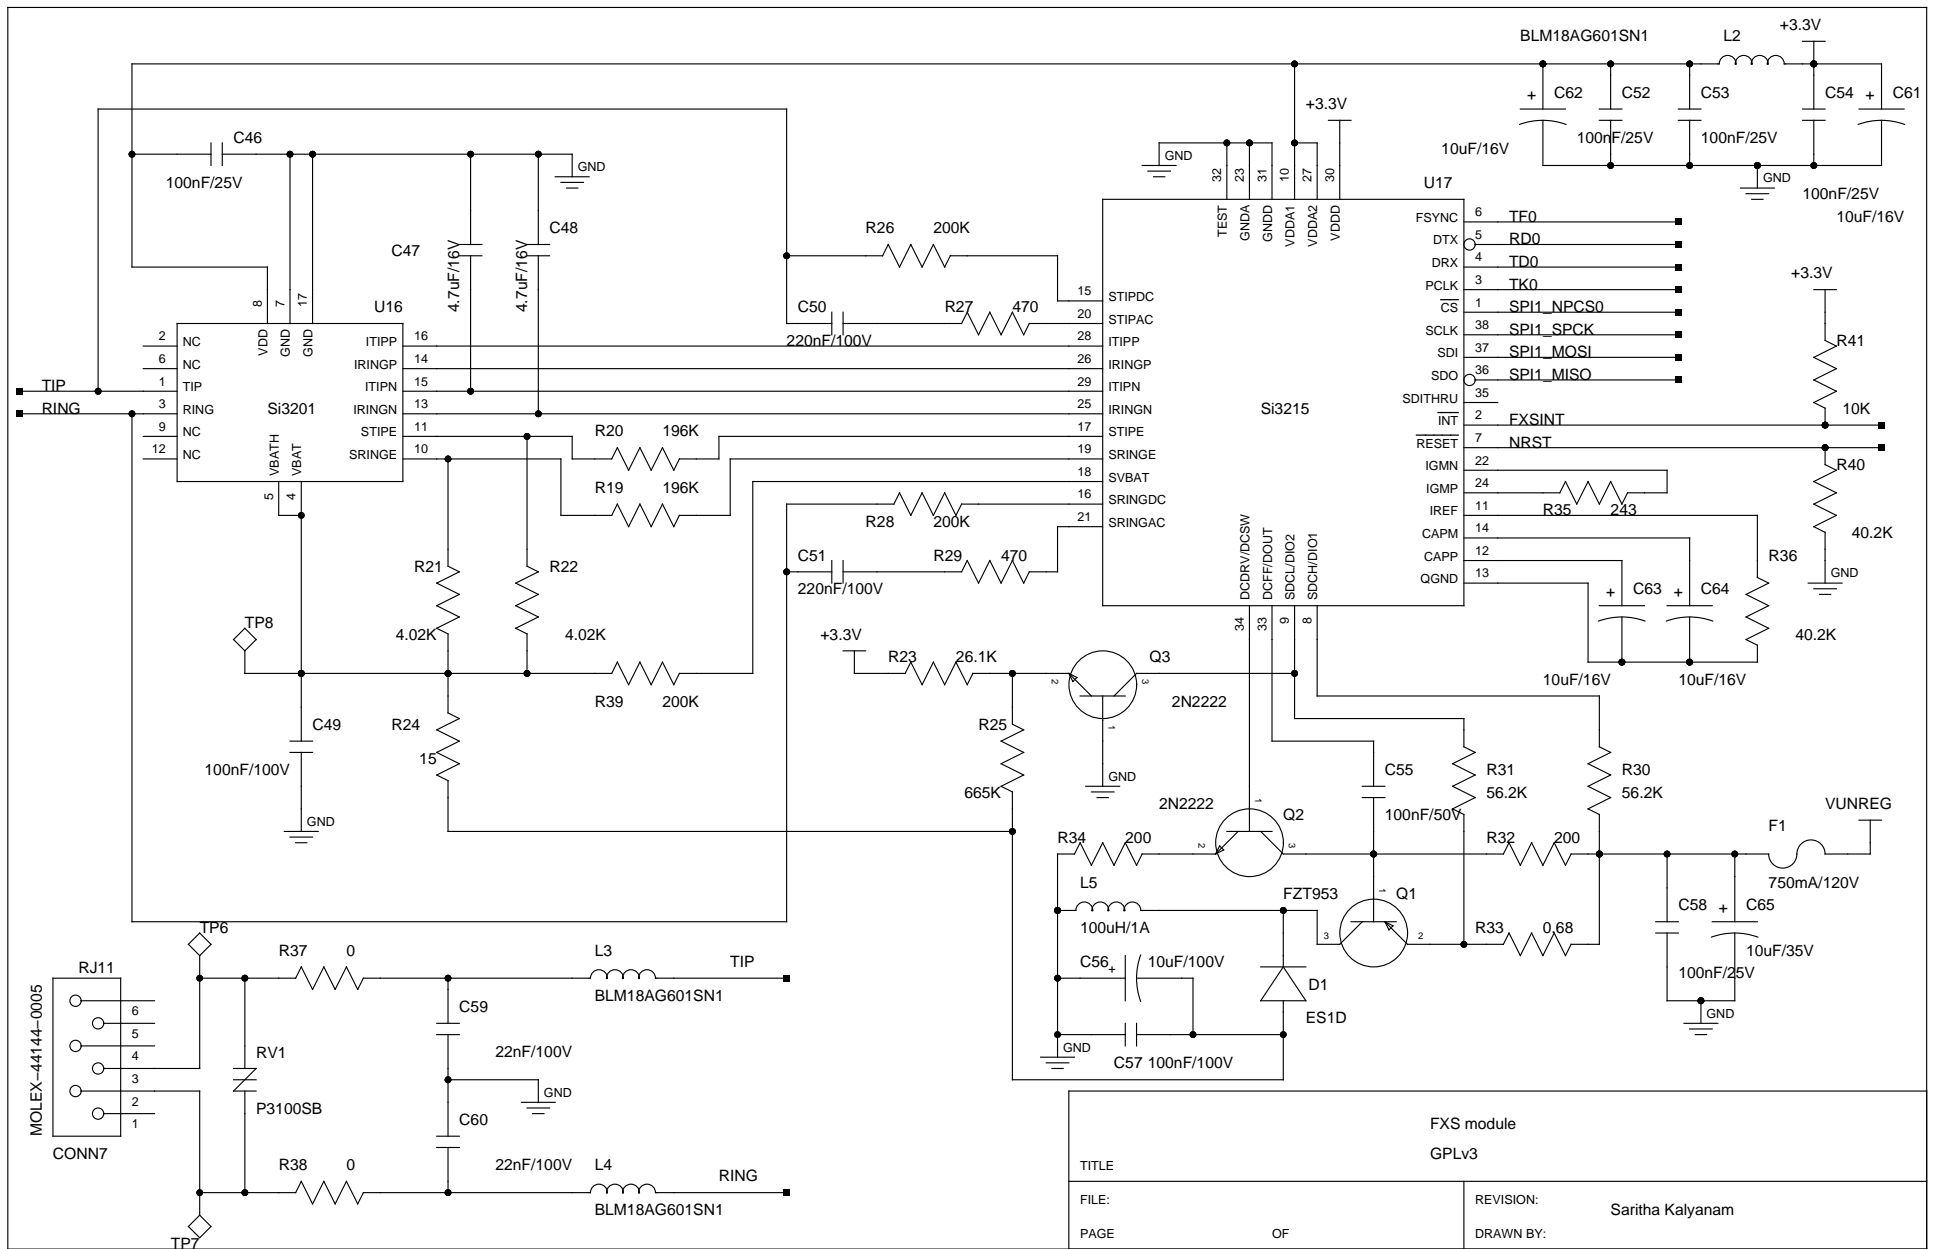 BLM18AG601SN1
L2
+3.3V
C62
C52
C53
C54
C61
+
+
10uF/16V
100nF/25V
100nF/25V
GND
100nF/25V
10uF/16V
C46
100nF/25V
GND
C47
4.7uF/16V
4.7uF/16V
C48
+3.3V
GND
U17
32
23
31
10
27
30
TEST
GNDA
GNDD
VDDA1
VDDA2
VDDD
R26 200K
C50
220nF/100V
R27 470
15 STIPDC
20 STIPAC
28 ITIPP
26 IRINGP
29 ITIPN
25 IRINGN
17 STIPE
19 SRINGE
18 SVBAT
16 SRINGDC
21 SRINGAC
Si3215
FSYNC 6 TF0
DTX 5 RD0
DRX 4 TD0
PCLK 3 TK0
CS 1 SPI1_NPCS0
SCLK 38 SPI1_SPCK
SDI 37 SPI1_MOSI
SDO 36 SPI1_MISO
SDITHRU 35
INT 2 FXSINT
RESET 7 NRST
IGMN 22
IGMP 24
IREF 11
CAPM 14
CAPP 12
QGND 13
DCDRV/DCSW
DCFF/DOUT
SDCL/DIO2
SDCH/DIO1
34
33
9
8
+3.3V
R41
10K
R40
40.2K
GND
R35 243
R36
40.2K
+ C63
+ C64
10uF/16V
10uF/16V
U16
8
7
17
VDD
GND
GND
2 NC
6 NC
TIP 1 TIP
RING 3 RING
9 NC
12 NC
Si3201
ITIPP 16
IRINGP 14
ITIPN 15
IRINGN 13
STIPE 11
SRINGE 10
VBATH
VBAT
5
4
R20 196K
R19 196K
R28 200K
C51
220nF/100V
R29 470
R21
4.02K
R22
4.02K
TP8
R39 200K
C49
100nF/100V
GND
R24
15
+3.3V
R23 26.1K
R25
665K
Q3
2N2222
2
3
1
GND
2N2222
Q2
1
2
3
C55
100nF/50V
R31
56.2K
R30
56.2K
R34 200
R32 200
F1
750mA/120V
VUNREG
L5
100uH/1A
FZT953
Q1
1
3
2
R33 0.68
C58
100nF/25V
+ C65
10uF/35V
GND
C56
+
10uF/100V
D1
ES1D
GND
C57 100nF/100V
TP6
R37 0
L3
BLM18AG601SN1
TIP
RJ11
MOLEX-44144-0005
6
5
4
3
2
1
CONN7
RV1
P3100SB
C59
22nF/100V
GND
C60
22nF/100V
R38 0
L4
BLM18AG601SN1
RING
TP7
FXS module
GPLv3
TITLE
FILE:
REVISION:
Saritha Kalyanam
PAGE OF
DRAWN BY: